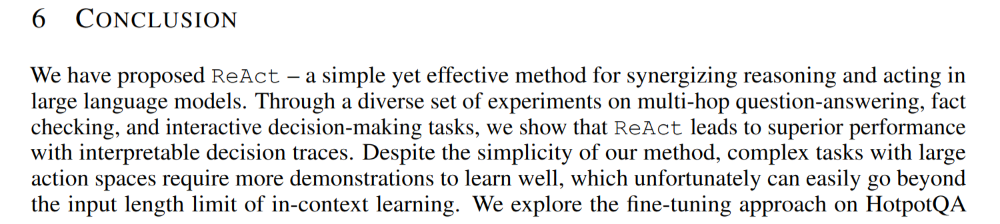 6 CONCLUSION
We have proposed ReAct – a simple yet effective method for synergizing reasoning and acting in
large language models. Through a diverse set of experiments on multi-hop question-answering, fact
checking, and interactive decision-making tasks, we show that ReAct leads to superior performance
with interpretable decision traces. Despite the simplicity of our method, complex tasks with large
action spaces require more demonstrations to learn well, which unfortunately can easily go beyond
the input length limit of in-context learning. We explore the fine-tuning approach on HotpotQA